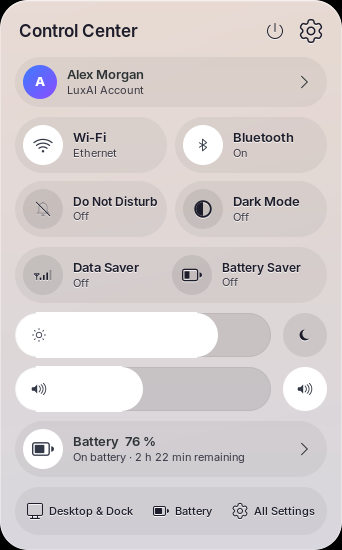 Control Center
A
Alex Morgan
LuxAI Account
Wi-Fi
Ethernet
Bluetooth
On
Do Not Disturb
Off
Dark Mode
Off
Data Saver
Off
Battery Saver
Off
Battery 76 %
On battery · 2 h 22 min remaining
Desktop & Dock
Battery
All Settings